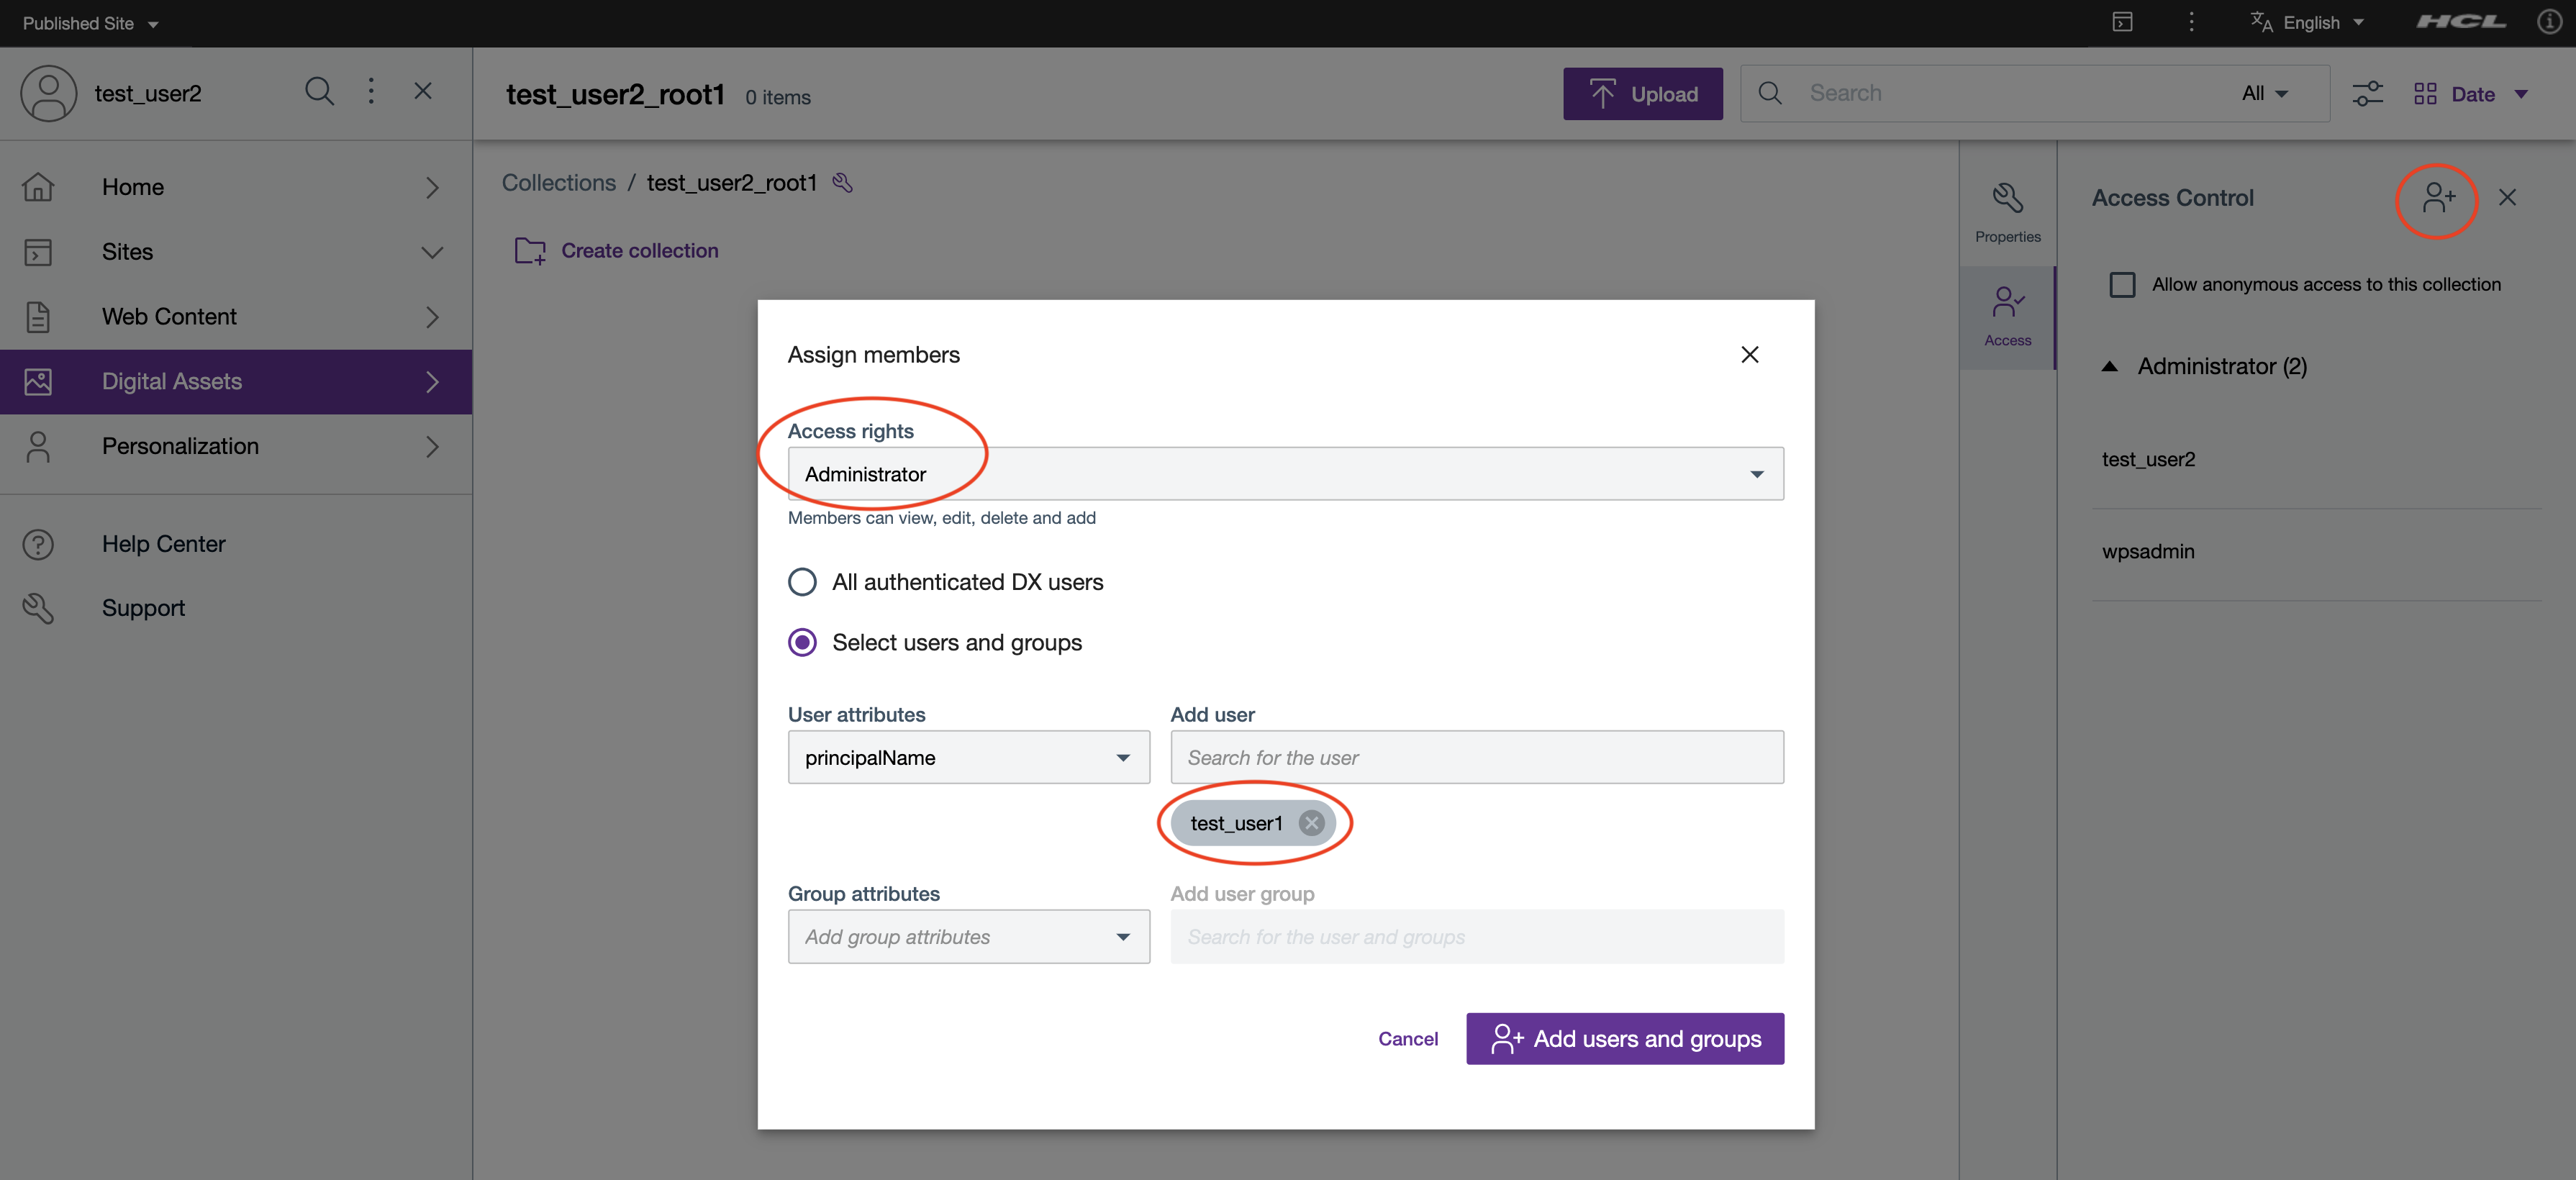 Published Site
English
HCL
test_user2
test_user2_root1 0 items
Upload
Search
All
Date
Home
Sites
Web Content
Digital Assets
Personalization
Help Center
Support
Collections / test_user2_root1
Create collection
Properties
Access
Access Control
Allow anonymous access to this collection
Administrator (2)
test_user2
wpsadmin
Assign members
Access rights
Administrator
Members can view, edit, delete and add
All authenticated DX users
Select users and groups
User attributes
principalName
Add user
Search for the user
test_user1
Group attributes
Add group attributes
Add user group
Search for the user and groups
Cancel
Add users and groups